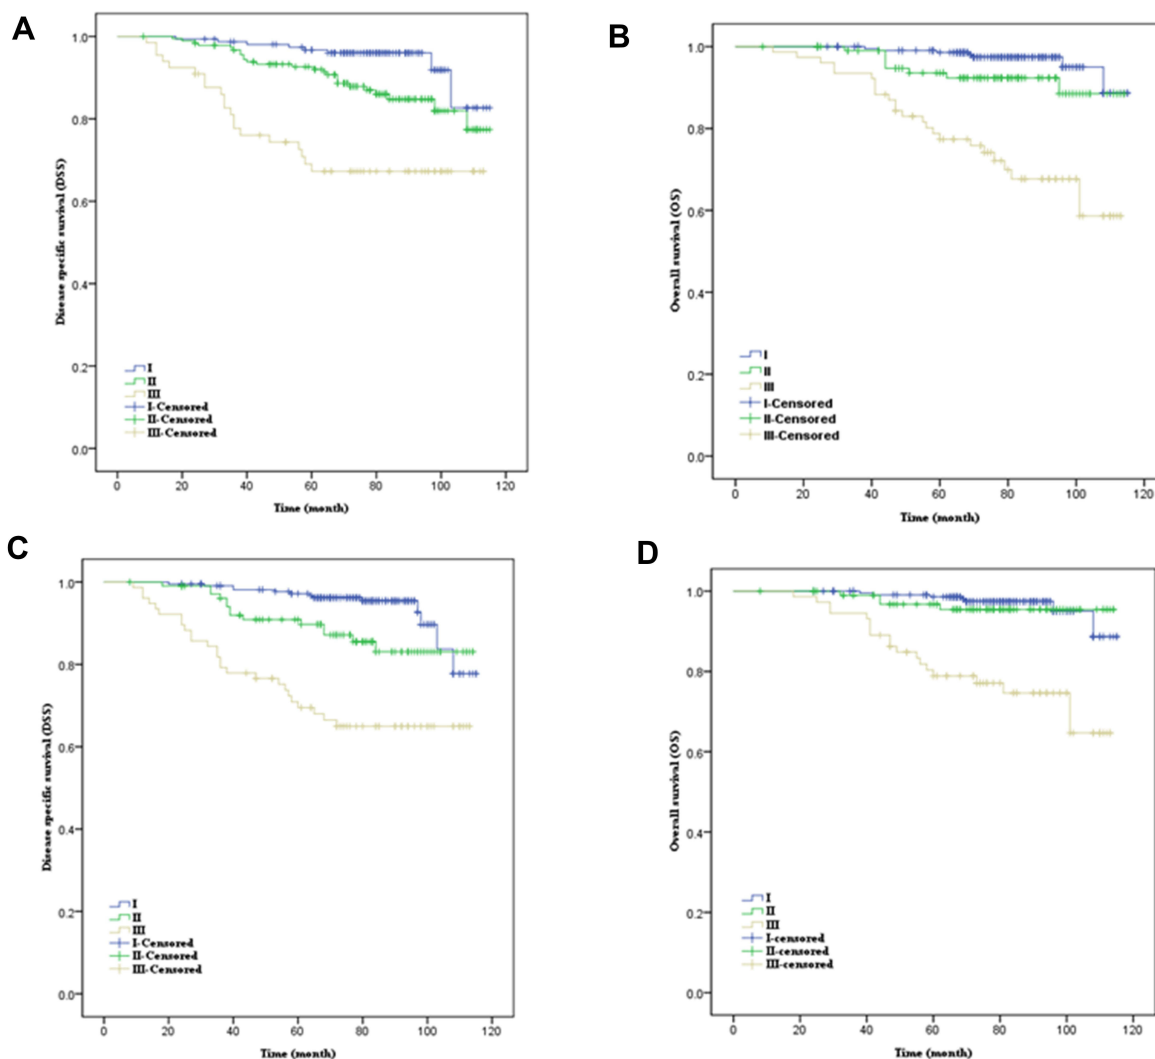 A
Disease specific survival (DSS)
1.0
0.8
0.6
0.4
0.2
0.0
I
II
III
I-Censored
II-Censored
III-Censored
0 20 40 60 80 100 120
Time (month)
B
Overall survival (OS)
1.0
0.8
0.6
0.4
0.2
0.0
I
II
III
I-Censored
II-Censored
III-Censored
0 20 40 60 80 100 120
Time (month)
C
Disease specific survival (DSS)
1.0
0.8
0.6
0.4
0.2
0.0
I
II
III
I-Censored
II-Censored
III-Censored
0 20 40 60 80 100 120
Time (month)
D
Overall survival (OS)
1.0
0.8
0.6
0.4
0.2
0.0
I
II
III
I-censored
II-censored
III-censored
0 20 40 60 80 100 120
Time (month)